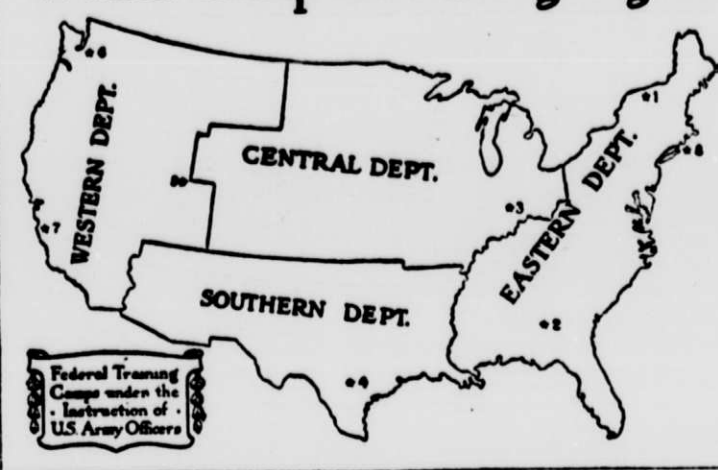 *6
*1
WESTERN DEPT.
CENTRAL DEPT.
EASTERN DEPT.
*8
*3
*7
SOUTHERN DEPT.
*2
*4
Federal Training
Camps under the
· Instruction of ·
U.S. Army Officers